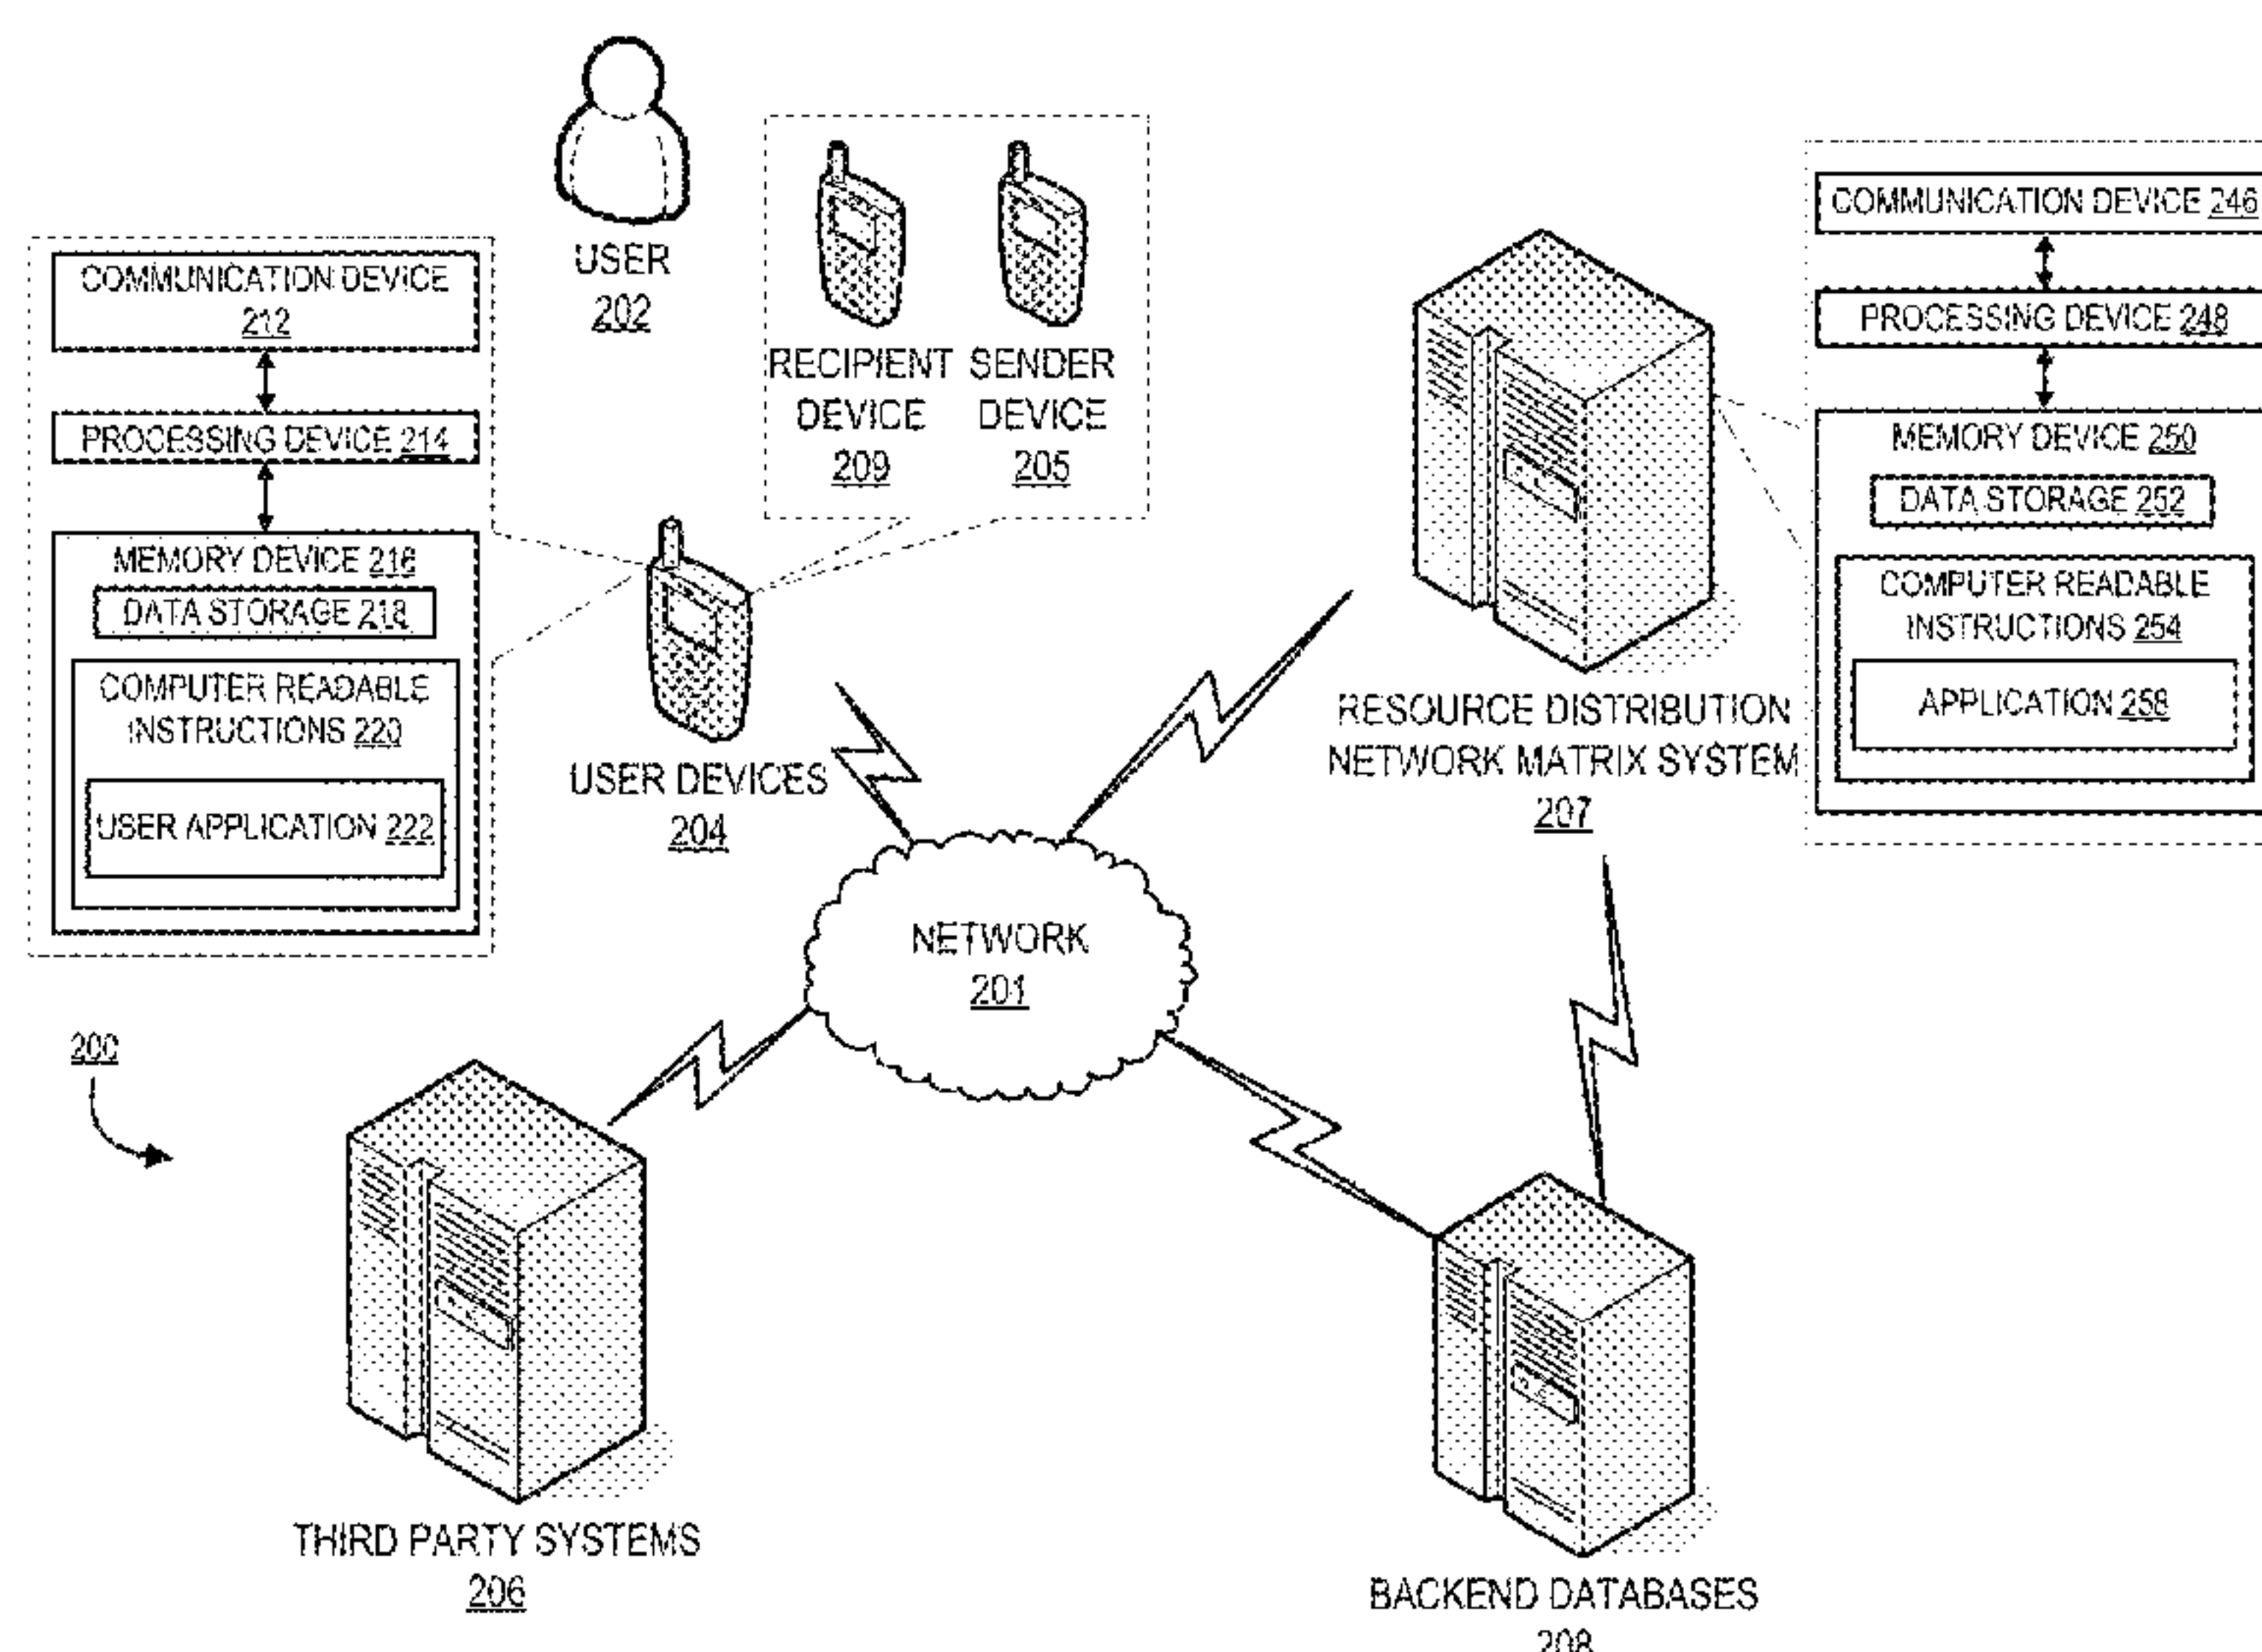 USER
202
COMMUNICATION DEVICE
212
PROCESSING DEVICE 214
MEMORY DEVICE 216
DATA STORAGE 218
COMPUTER READABLE
INSTRUCTIONS 220
USER APPLICATION 222
RECIPIENT
DEVICE
209
SENDER
DEVICE
205
USER DEVICES
204
COMMUNICATION DEVICE 246
PROCESSING DEVICE 248
MEMORY DEVICE 250
DATA STORAGE 252
COMPUTER READABLE
INSTRUCTIONS 254
APPLICATION 258
RESOURCE DISTRIBUTION
NETWORK MATRIX SYSTEM
207
NETWORK
201
200
THIRD PARTY SYSTEMS
206
BACKEND DATABASES
208